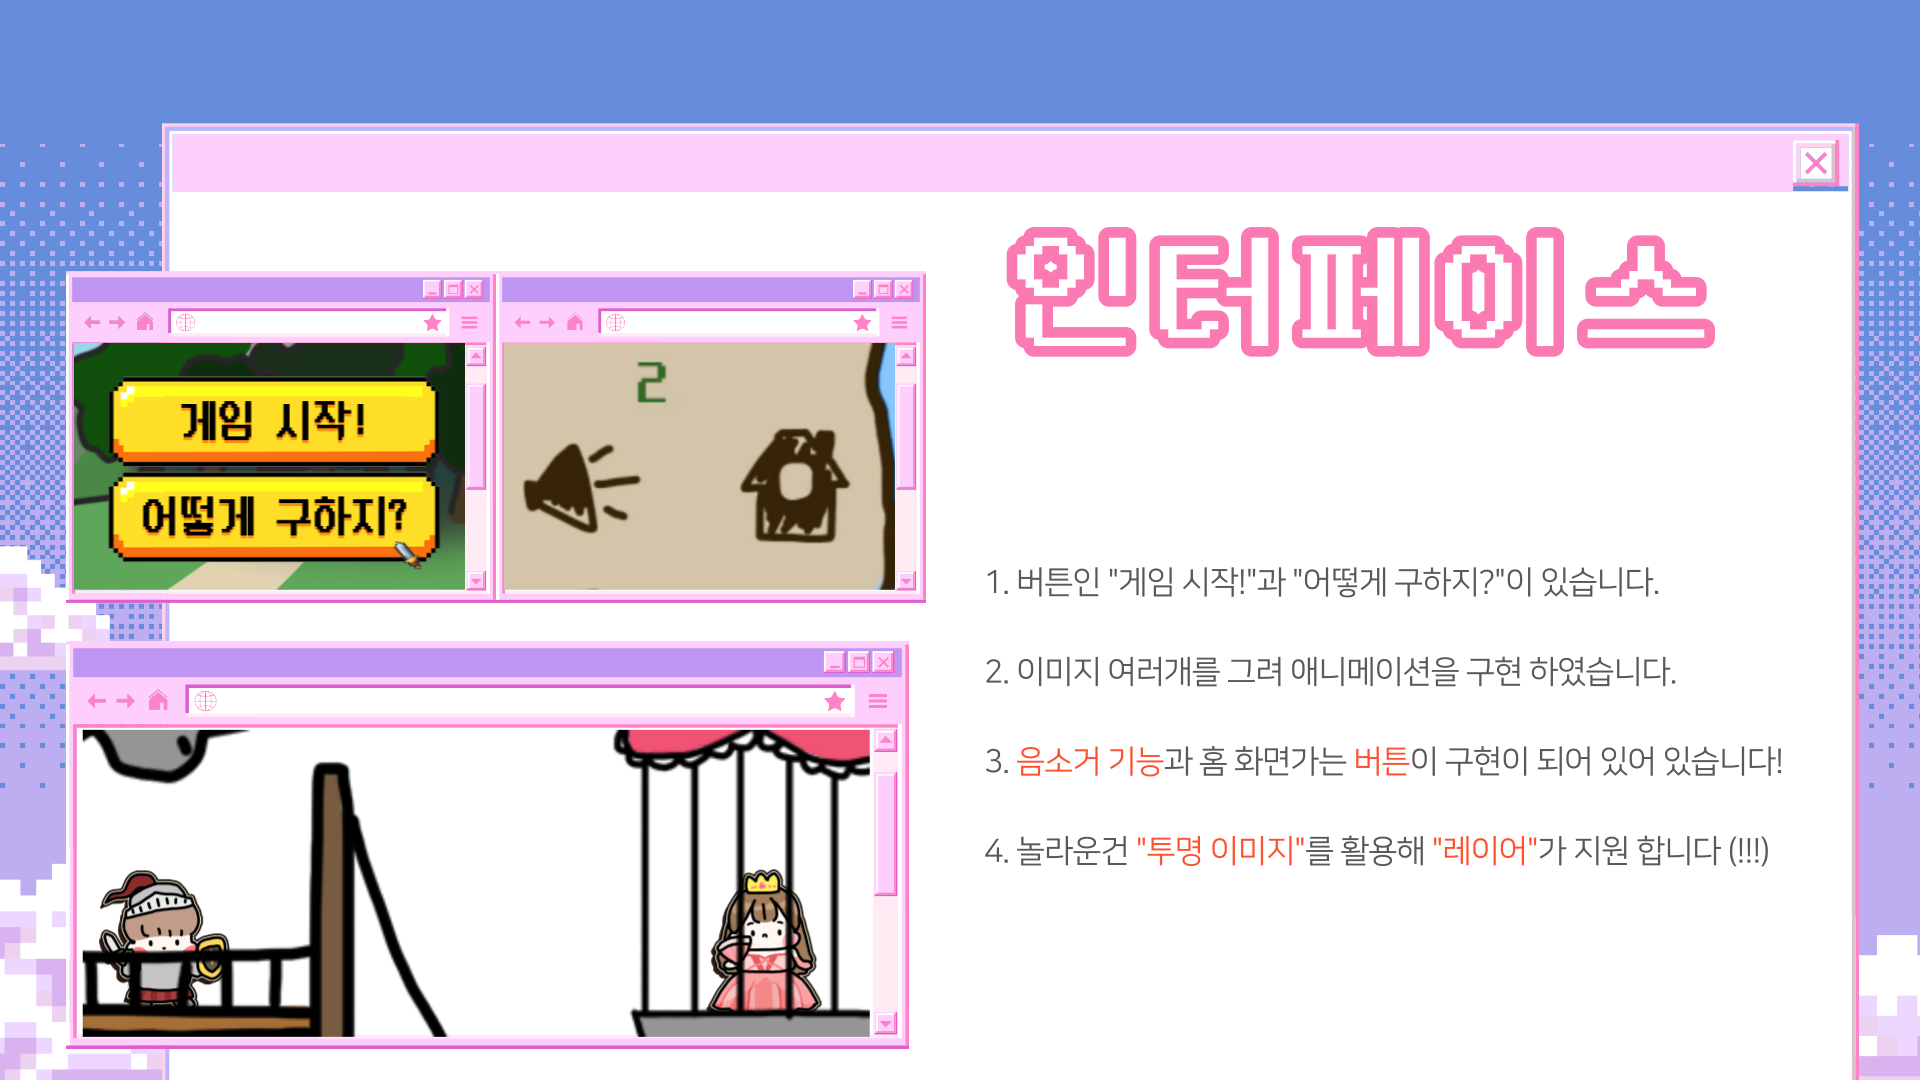 인터페이스
게임 시작!
어떻게 구하지?
2
1. 버튼인 "게임 시작!"과 "어떻게 구하지?"이 있습니다.
2. 이미지 여러개를 그려 애니메이션을 구현 하였습니다.
3. 음소거 기능과 홈 화면가는 버튼이 구현이 되어 있어 있습니다!
4. 놀라운건 "투명 이미지"를 활용해 "레이어"가 지원 합니다 (!!!)